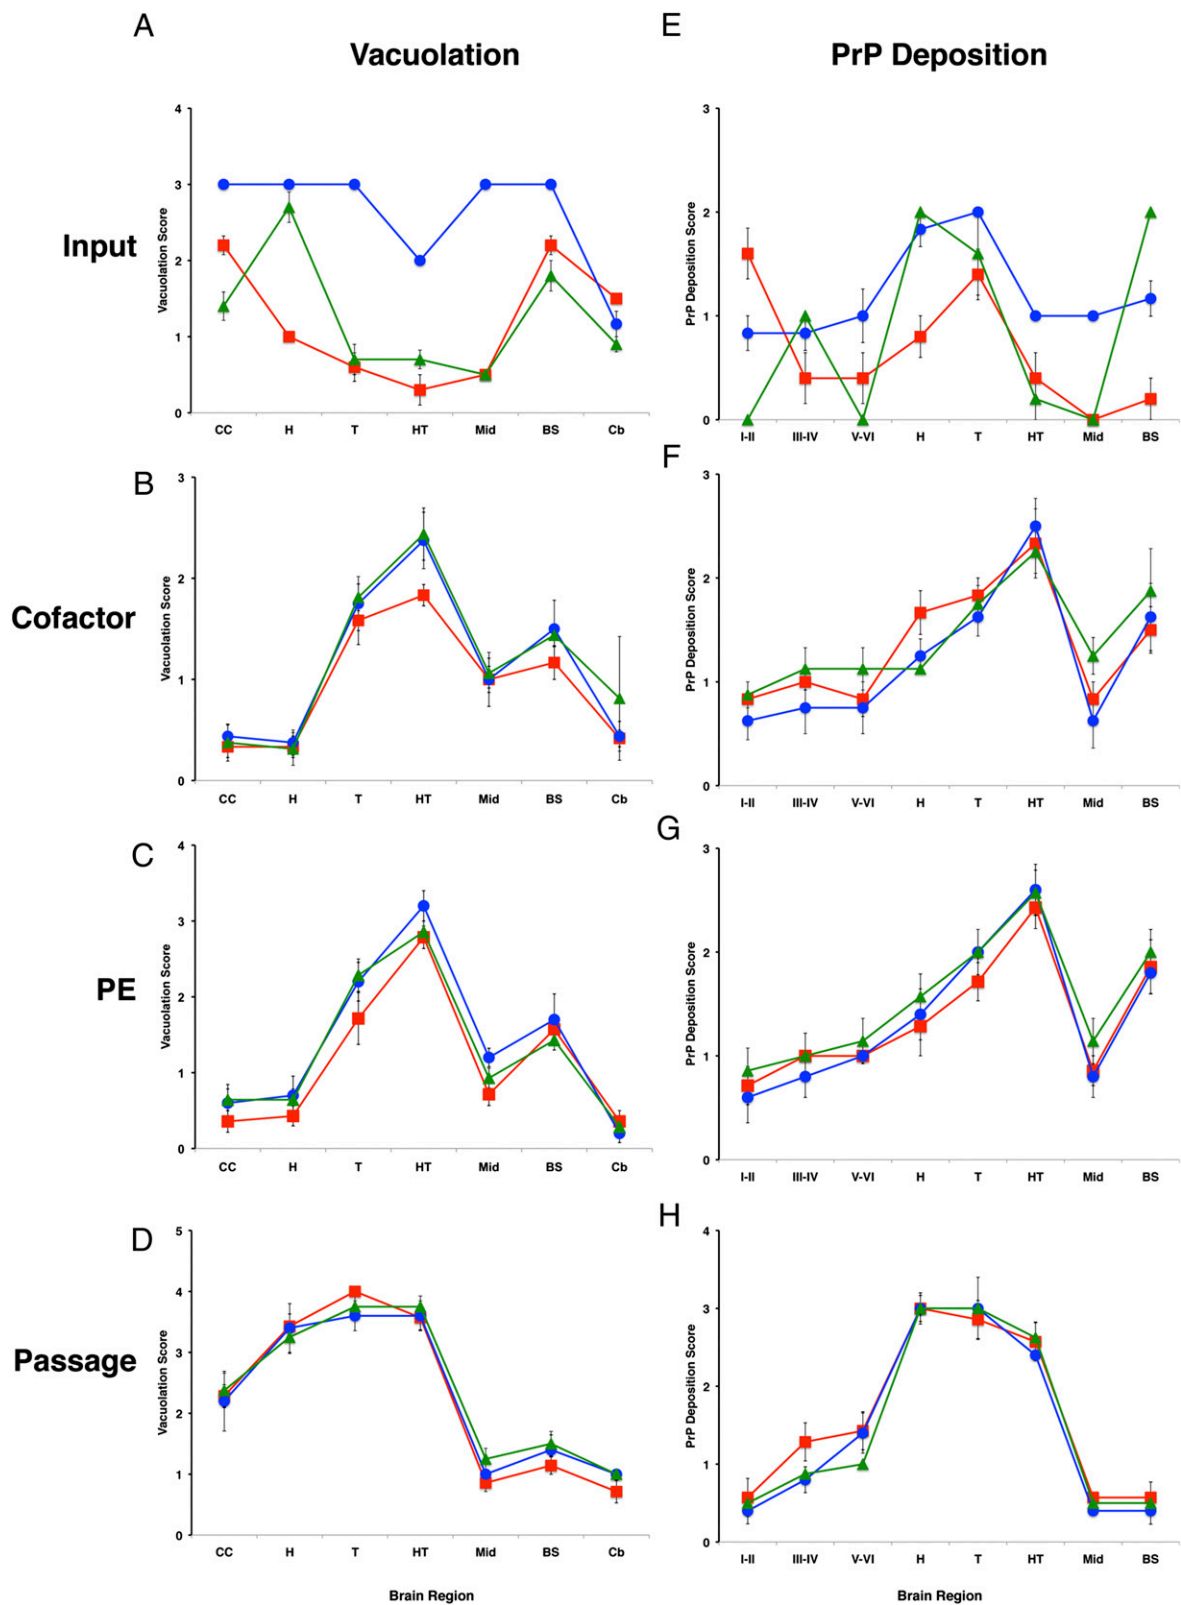 A
Vacuolation
E
PrP Deposition
Input
Vacuolation Score
4
3
2
1
0
CC H T HT Mid BS Cb
PrP Deposition Score
3
2
1
0
I-II III-IV V-VI H T HT Mid BS
B
F
Cofactor
Vacuolation Score
3
2
1
0
CC H T HT Mid BS Cb
PrP Deposition Score
3
2
1
0
I-II III-IV V-VI H T HT Mid BS
C
G
PE
Vacuolation Score
4
3
2
1
0
CC H T HT Mid BS Cb
PrP Deposition Score
3
2
1
0
I-II III-IV V-VI H T HT Mid BS
D
H
Passage
Vacuolation Score
5
4
3
2
1
0
CC H T HT Mid BS Cb
Brain Region
PrP Deposition Score
4
3
2
1
0
I-II III-IV V-VI H T HT Mid BS
Brain Region